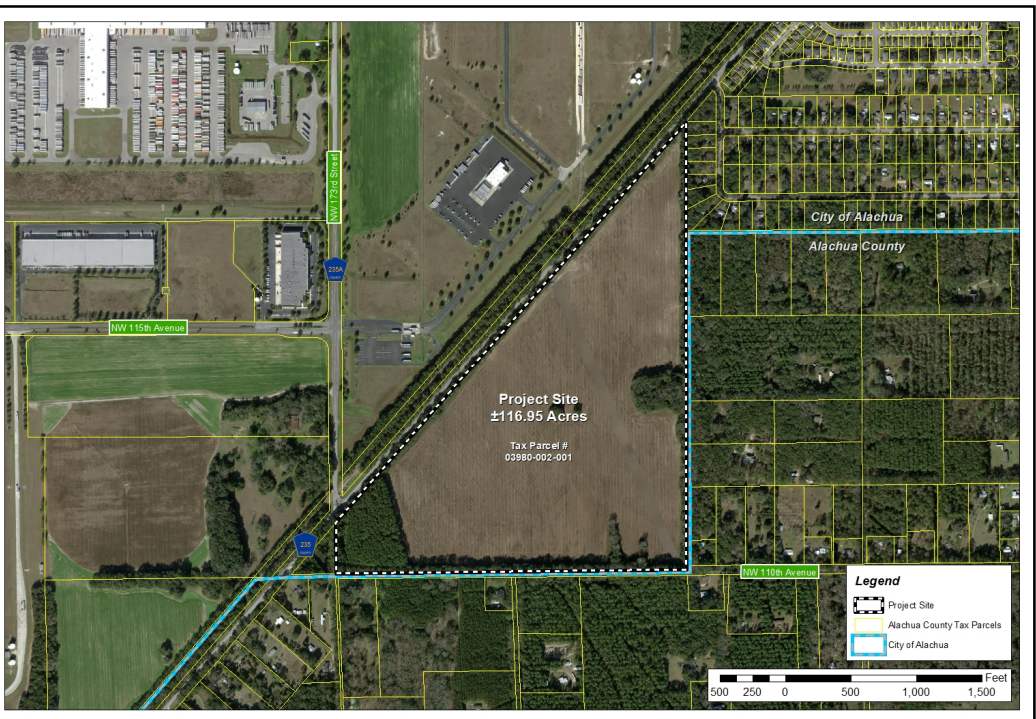 NW 173rd Street
City of Alachua
Alachua County
235A
NW 115th Avenue
Project Site
±116.95 Acres
Tax Parcel #
03980-002-001
235
NW 110th Avenue
Legend
Project Site
Alachua County Tax Parcels
City of Alachua
Feet
500 250 0 500 1,000 1,500